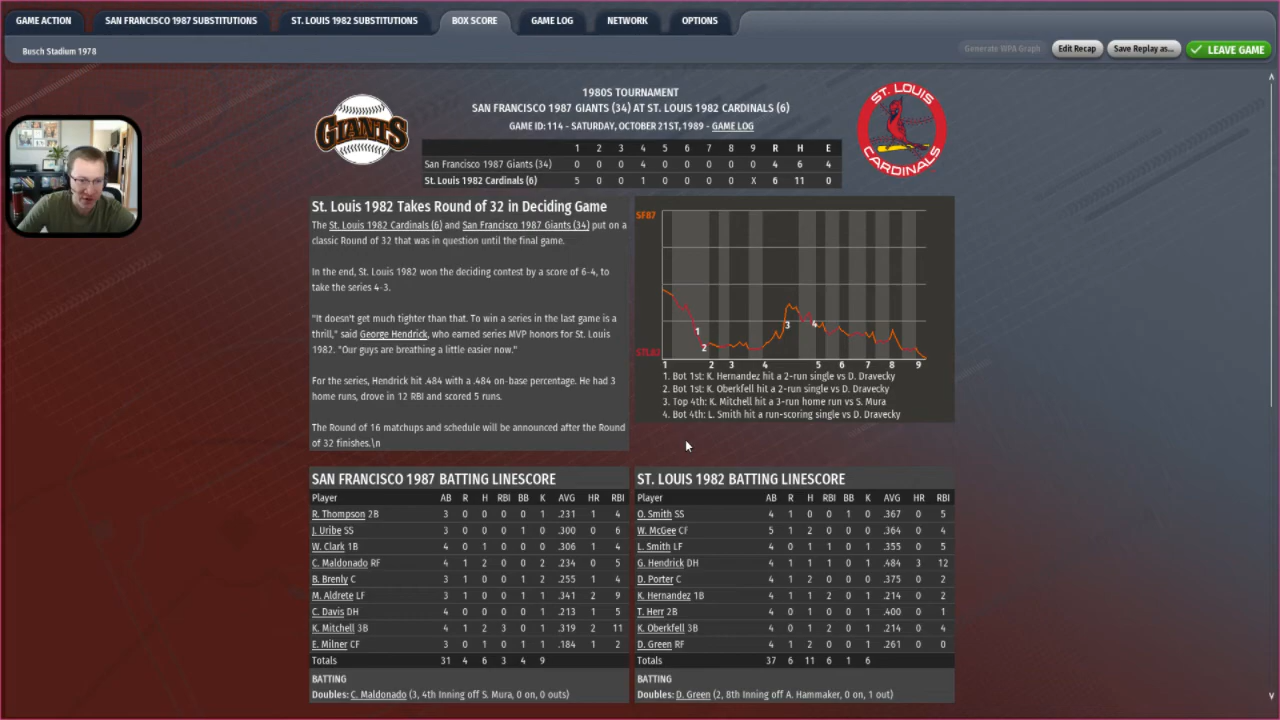 GAME ACTION SAN FRANCISCO 1987 SUBSTITUTIONS ST. LOUIS 1982 SUBSTITUTIONS BOX SCORE GAME LOG NETWORK OPTIONS
Busch Stadium 1978 Generate WPA Graph Edit Recap Save Replay as... LEAVE GAME
1980S TOURNAMENT
SAN FRANCISCO 1987 GIANTS (34) AT ST. LOUIS 1982 CARDINALS (6)
GAME ID: 114 - SATURDAY, OCTOBER 21ST, 1989 - GAME LOG
GIANTS
ST. LOUIS
CARDINALS
1 2 3 4 5 6 7 8 9 R H E
San Francisco 1987 Giants (34) 0 0 0 4 0 0 0 0 0 4 6 4
St. Louis 1982 Cardinals (6) 5 0 0 1 0 0 0 0 X 6 11 0
St. Louis 1982 Takes Round of 32 in Deciding Game
The St. Louis 1982 Cardinals (6) and San Francisco 1987 Giants (34) put on a
classic Round of 32 that was in question until the final game.
In the end, St. Louis 1982 won the deciding contest by a score of 6-4, to
take the series 4-3.
"It doesn't get much tighter than that. To win a series in the last game is a
thrill," said George Hendrick, who earned series MVP honors for St. Louis
1982. "Our guys are breathing a little easier now."
For the series, Hendrick hit .484 with a .484 on-base percentage. He had 3
home runs, drove in 12 RBI and scored 5 runs.
The Round of 16 matchups and schedule will be announced after the Round
of 32 finishes.\n
SF87
STL82
1 2 3 4
1 2 3 4 5 6 7 8 9
1. Bot 1st: K. Hernandez hit a 2-run single vs D. Dravecky
2. Bot 1st: K. Oberkfell hit a 2-run single vs D. Dravecky
3. Top 4th: K. Mitchell hit a 3-run home run vs S. Mura
4. Bot 4th: L. Smith hit a run-scoring single vs D. Dravecky
SAN FRANCISCO 1987 BATTING LINESCORE
Player AB R H RBI BB K AVG HR RBI
R. Thompson 2B 3 0 0 0 0 1 .231 1 4
J. Uribe SS 3 0 0 0 1 0 .300 0 6
W. Clark 1B 4 0 1 0 0 0 .306 1 4
C. Maldonado RF 4 1 2 0 0 2 .234 0 5
B. Brenly C 3 1 0 0 1 2 .255 1 4
M. Aldrete LF 3 1 0 0 1 1 .341 2 9
C. Davis DH 4 0 0 0 0 1 .213 1 5
K. Mitchell 3B 4 1 2 3 0 1 .319 2 11
E. Milner CF 3 0 1 0 1 1 .184 1 2
Totals 31 4 6 3 4 9
BATTING
Doubles: C. Maldonado (3, 4th Inning off S. Mura, 0 on, 0 outs)
ST. LOUIS 1982 BATTING LINESCORE
Player AB R H RBI BB K AVG HR RBI
O. Smith SS 4 1 0 0 1 0 .367 0 5
W. McGee CF 5 1 2 0 0 0 .364 0 4
L. Smith LF 4 0 1 1 0 1 .355 0 5
G. Hendrick DH 4 1 1 1 0 1 .484 3 12
D. Porter C 4 1 2 0 0 0 .375 0 2
K. Hernandez 1B 4 1 1 2 0 1 .214 0 2
T. Herr 2B 4 0 1 0 0 1 .400 0 1
K. Oberkfell 3B 4 0 1 2 0 1 .214 0 4
D. Green RF 4 1 2 0 0 1 .261 0 0
Totals 37 6 11 6 1 6
BATTING
Doubles: D. Green (2, 8th Inning off A. Hammaker, 0 on, 1 out)